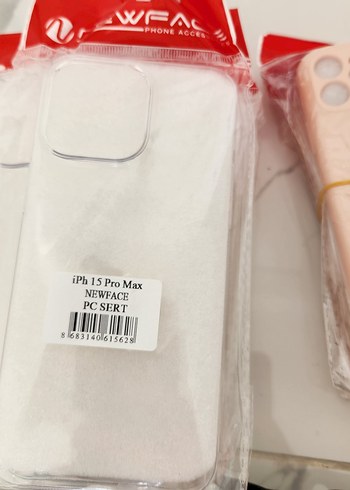 NEWFACE
PHONE ACCES
iPh 15 Pro Max
NEWFACE
PC SERT
8 683140 615628